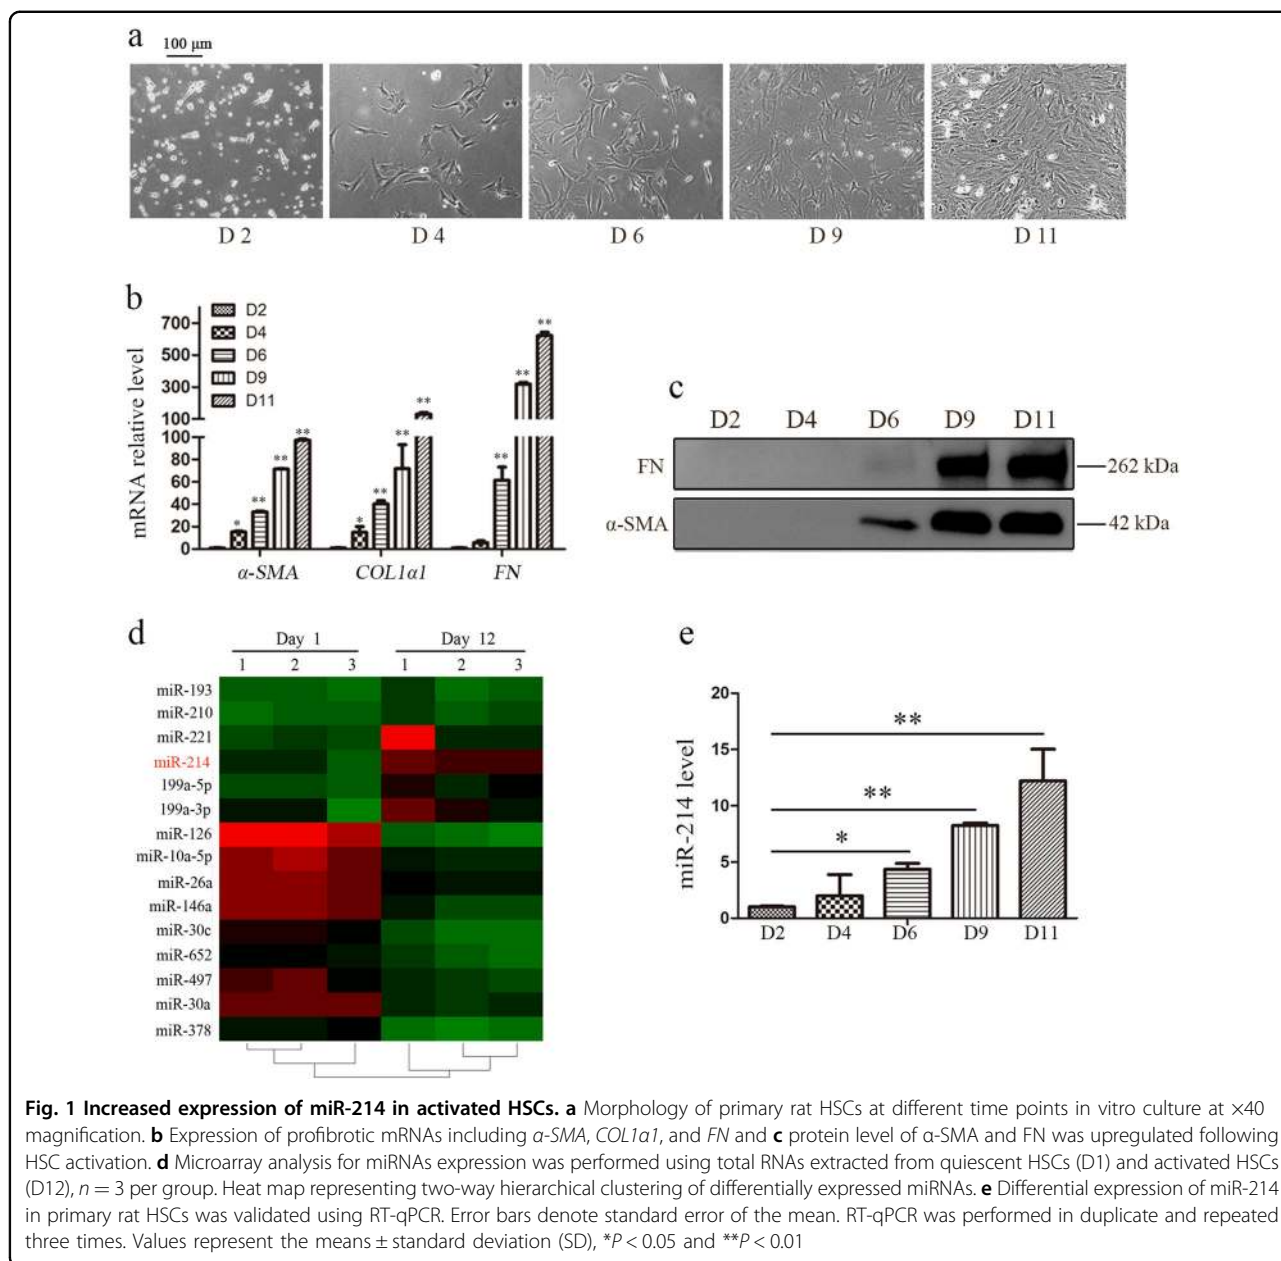 a
100 µm
D 2
D 4
D 6
D 9
D 11
b
D2
D4
D6
D9
D11
mRNA relative level
700
500
300
100
100
80
60
40
20
0
* ** ** **
* ** ** **
** ** **
α-SMA
COL1α1
FN
c
D2 D4 D6 D9 D11
FN
262 kDa
α-SMA
42 kDa
d
Day 1
Day 12
1 2 3 1 2 3
miR-193
miR-210
miR-221
miR-214
199a-5p
199a-3p
miR-126
miR-10a-5p
miR-26a
miR-146a
miR-30c
miR-652
miR-497
miR-30a
miR-378
e
miR-214 level
20
15
10
5
0
**
**
*
D2 D4 D6 D9 D11
Fig. 1 Increased expression of miR-214 in activated HSCs. a Morphology of primary rat HSCs at different time points in vitro culture at ×40
magnification. b Expression of profibrotic mRNAs including α-SMA, COL1α1, and FN and c protein level of α-SMA and FN was upregulated following
HSC activation. d Microarray analysis for miRNAs expression was performed using total RNAs extracted from quiescent HSCs (D1) and activated HSCs
(D12), n = 3 per group. Heat map representing two-way hierarchical clustering of differentially expressed miRNAs. e Differential expression of miR-214
in primary rat HSCs was validated using RT-qPCR. Error bars denote standard error of the mean. RT-qPCR was performed in duplicate and repeated
three times. Values represent the means ± standard deviation (SD), *P < 0.05 and **P < 0.01